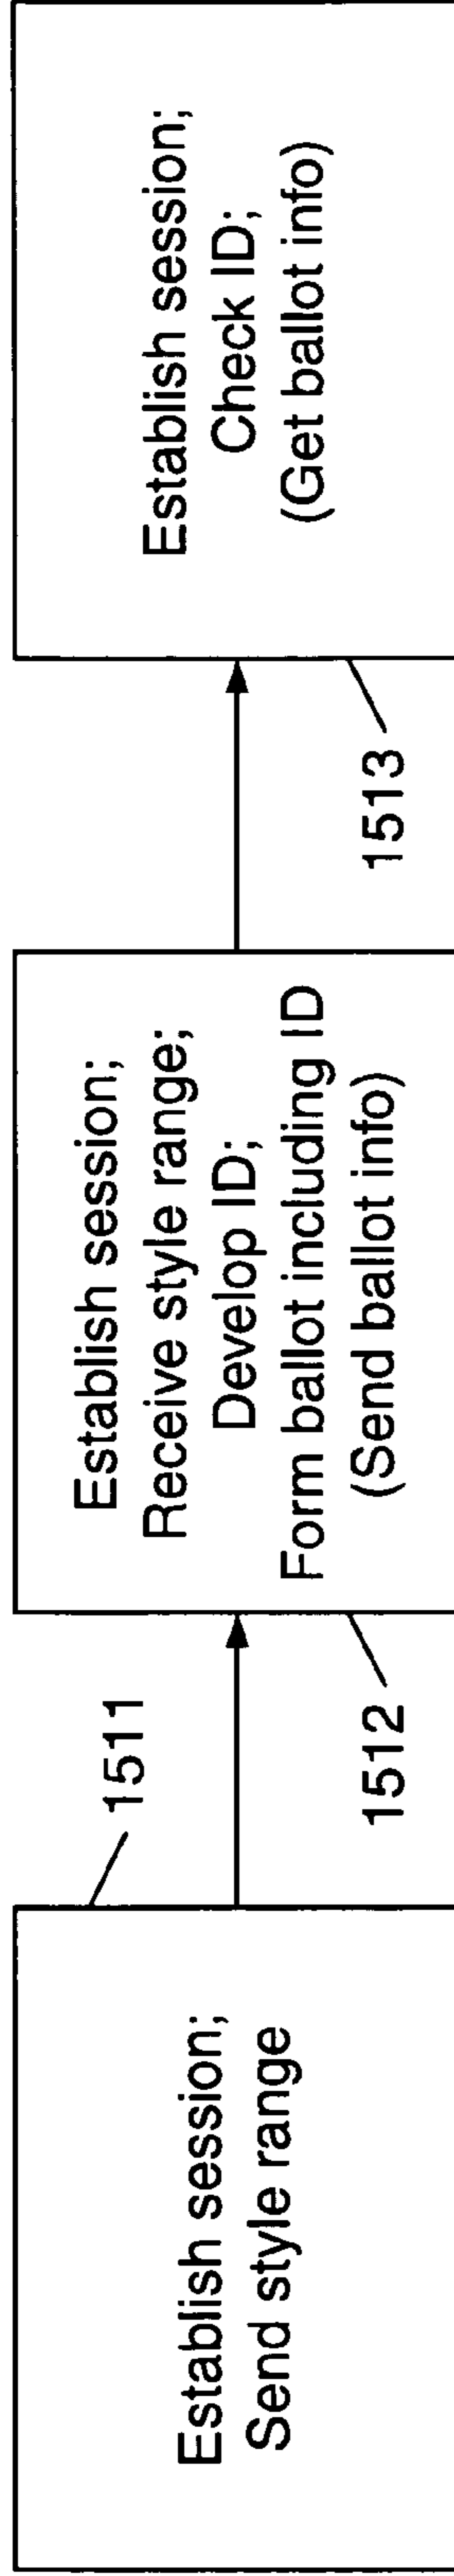 Establish session;
Send style range
1511
Establish session;
Receive style range;
Develop ID;
Form ballot including ID
(Send ballot info)
1512
Establish session;
Check ID;
(Get ballot info)
1513